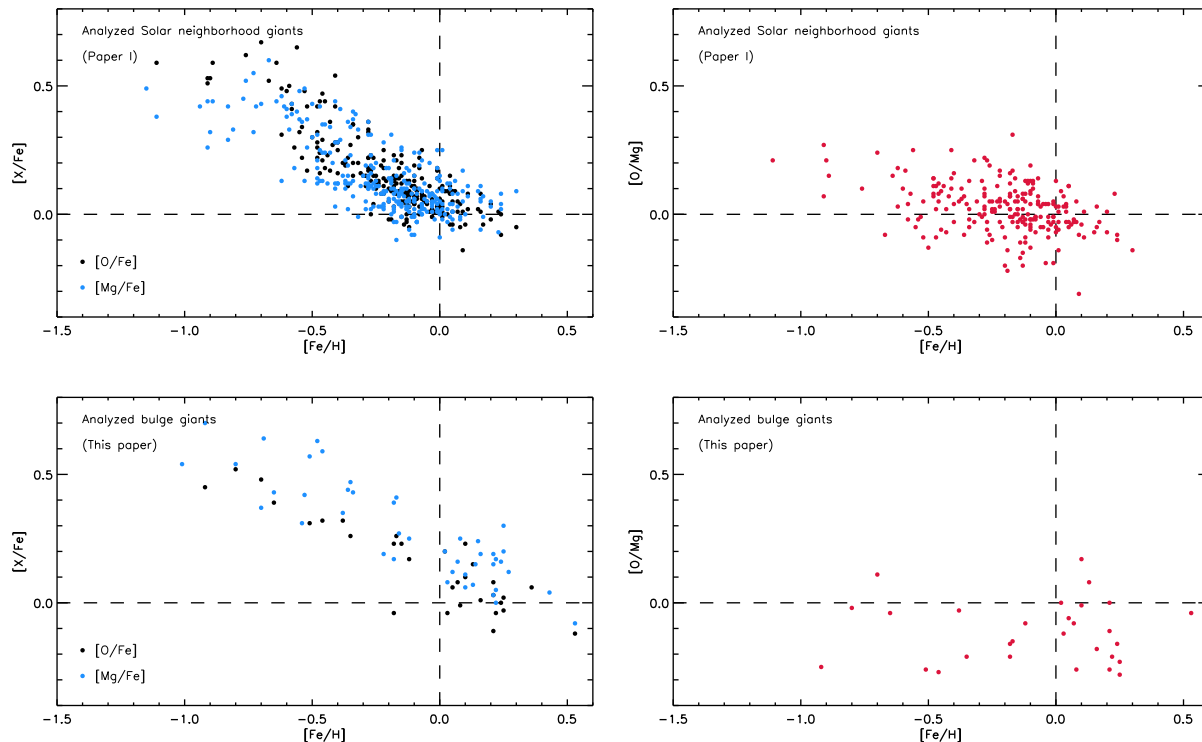 Analyzed Solar neighborhood giants
(Paper I)
[X/Fe]
0.5
0.0
[O/Fe]
[Mg/Fe]
-1.5 -1.0 -0.5 0.0 0.5
[Fe/H]
Analyzed Solar neighborhood giants
(Paper I)
[O/Mg]
0.5
0.0
-1.5 -1.0 -0.5 0.0 0.5
[Fe/H]
Analyzed bulge giants
(This paper)
[X/Fe]
0.5
0.0
[O/Fe]
[Mg/Fe]
-1.5 -1.0 -0.5 0.0 0.5
[Fe/H]
Analyzed bulge giants
(This paper)
[O/Mg]
0.5
0.0
-1.5 -1.0 -0.5 0.0 0.5
[Fe/H]